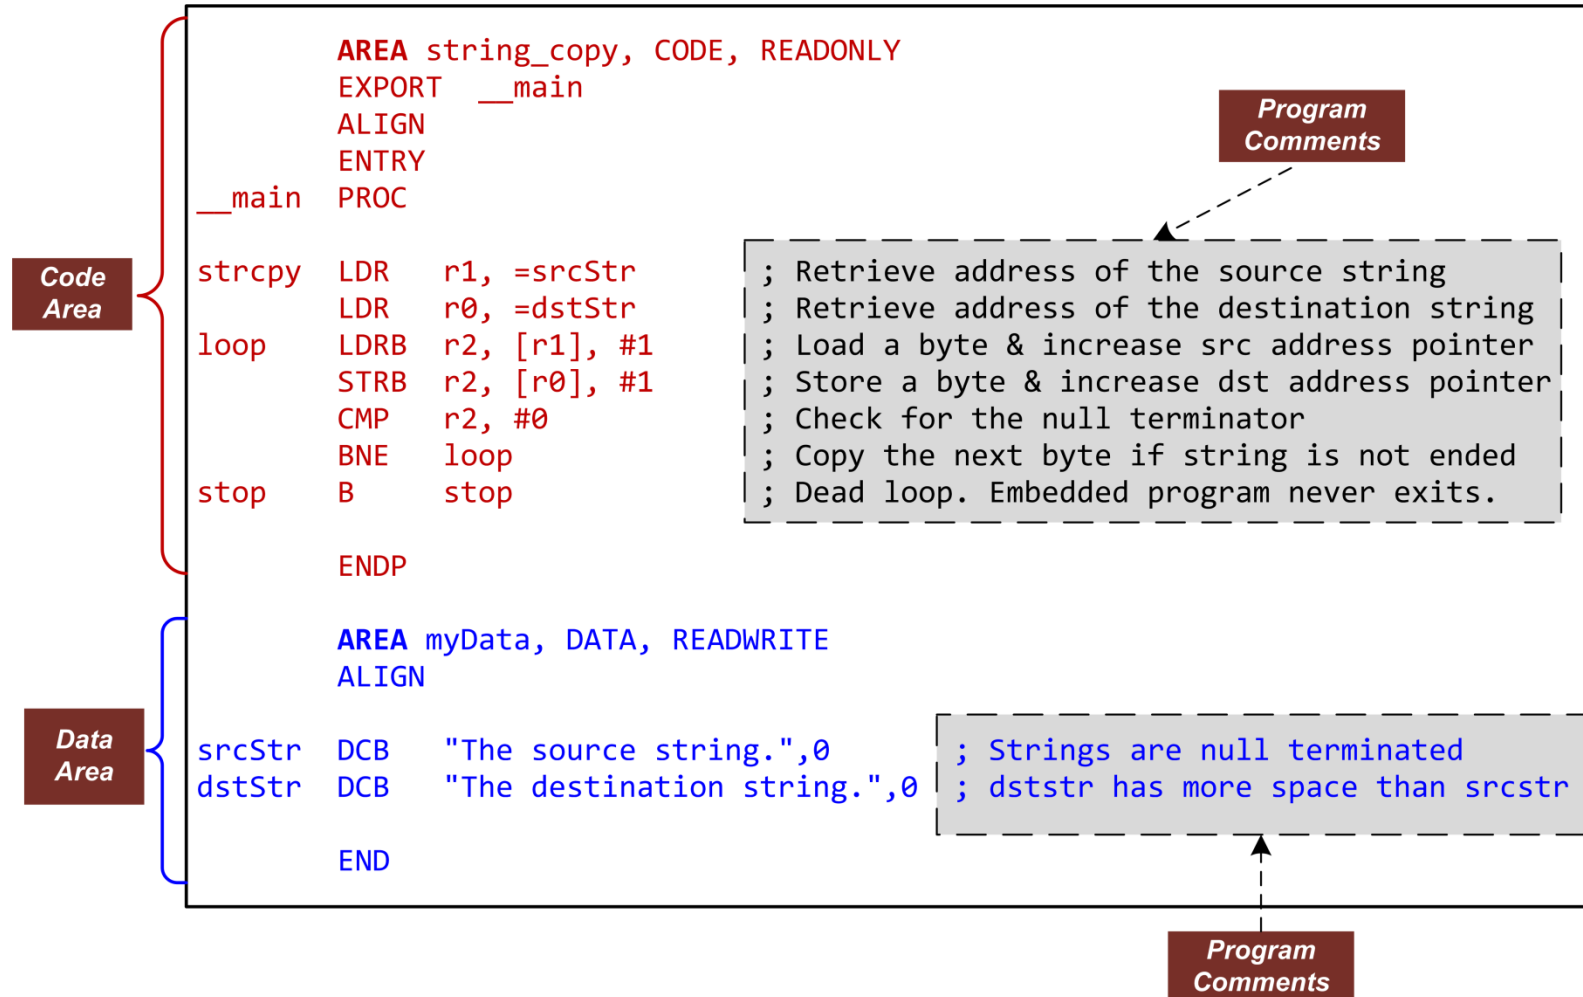 AREA string_copy, CODE, READONLY
EXPORT __main
ALIGN
ENTRY
__main PROC
Program
Comments
Code
Area
strcpy LDR r1, =srcStr ; Retrieve address of the source string
LDR r0, =dstStr ; Retrieve address of the destination string
loop LDRB r2, [r1], #1 ; Load a byte & increase src address pointer
STRB r2, [r0], #1 ; Store a byte & increase dst address pointer
CMP r2, #0 ; Check for the null terminator
BNE loop ; Copy the next byte if string is not ended
stop B stop ; Dead loop. Embedded program never exits.
ENDP
AREA myData, DATA, READWRITE
ALIGN
Data
Area
srcStr DCB "The source string.",0 ; Strings are null terminated
dstStr DCB "The destination string.",0 ; dststr has more space than srcstr
END
Program
Comments